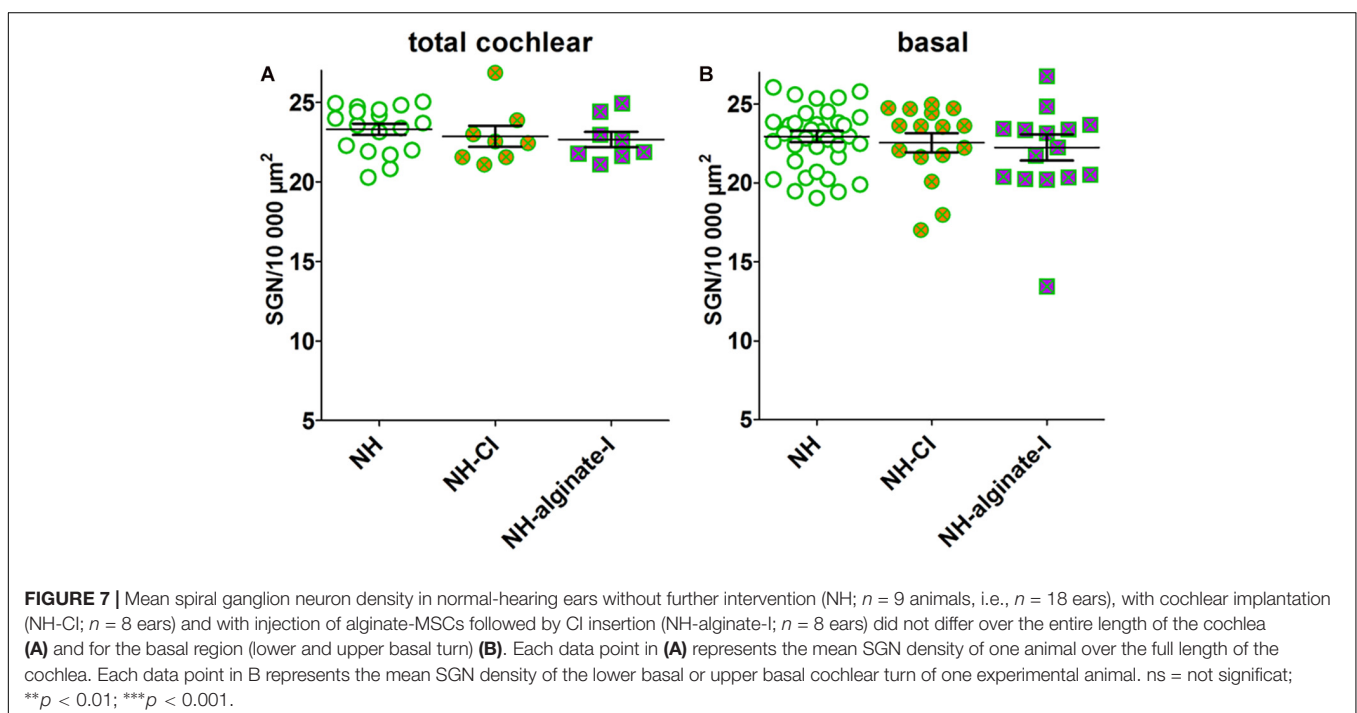 total cochlear
A
25
20
15
10
5
SGN/10 000 µm²
NH
NH-CI
NH-alginate-I
basal
B
25
20
15
10
5
SGN/10 000 µm²
NH
NH-CI
NH-alginate-I
FIGURE 7 | Mean spiral ganglion neuron density in normal-hearing ears without further intervention (NH; n = 9 animals, i.e., n = 18 ears), with cochlear implantation
(NH-CI; n = 8 ears) and with injection of alginate-MSCs followed by CI insertion (NH-alginate-I; n = 8 ears) did not differ over the entire length of the cochlea
(A) and for the basal region (lower and upper basal turn) (B). Each data point in (A) represents the mean SGN density of one animal over the full length of the
cochlea. Each data point in B represents the mean SGN density of the lower basal or upper basal cochlear turn of one experimental animal. ns = not significat;
**p < 0.01; ***p < 0.001.